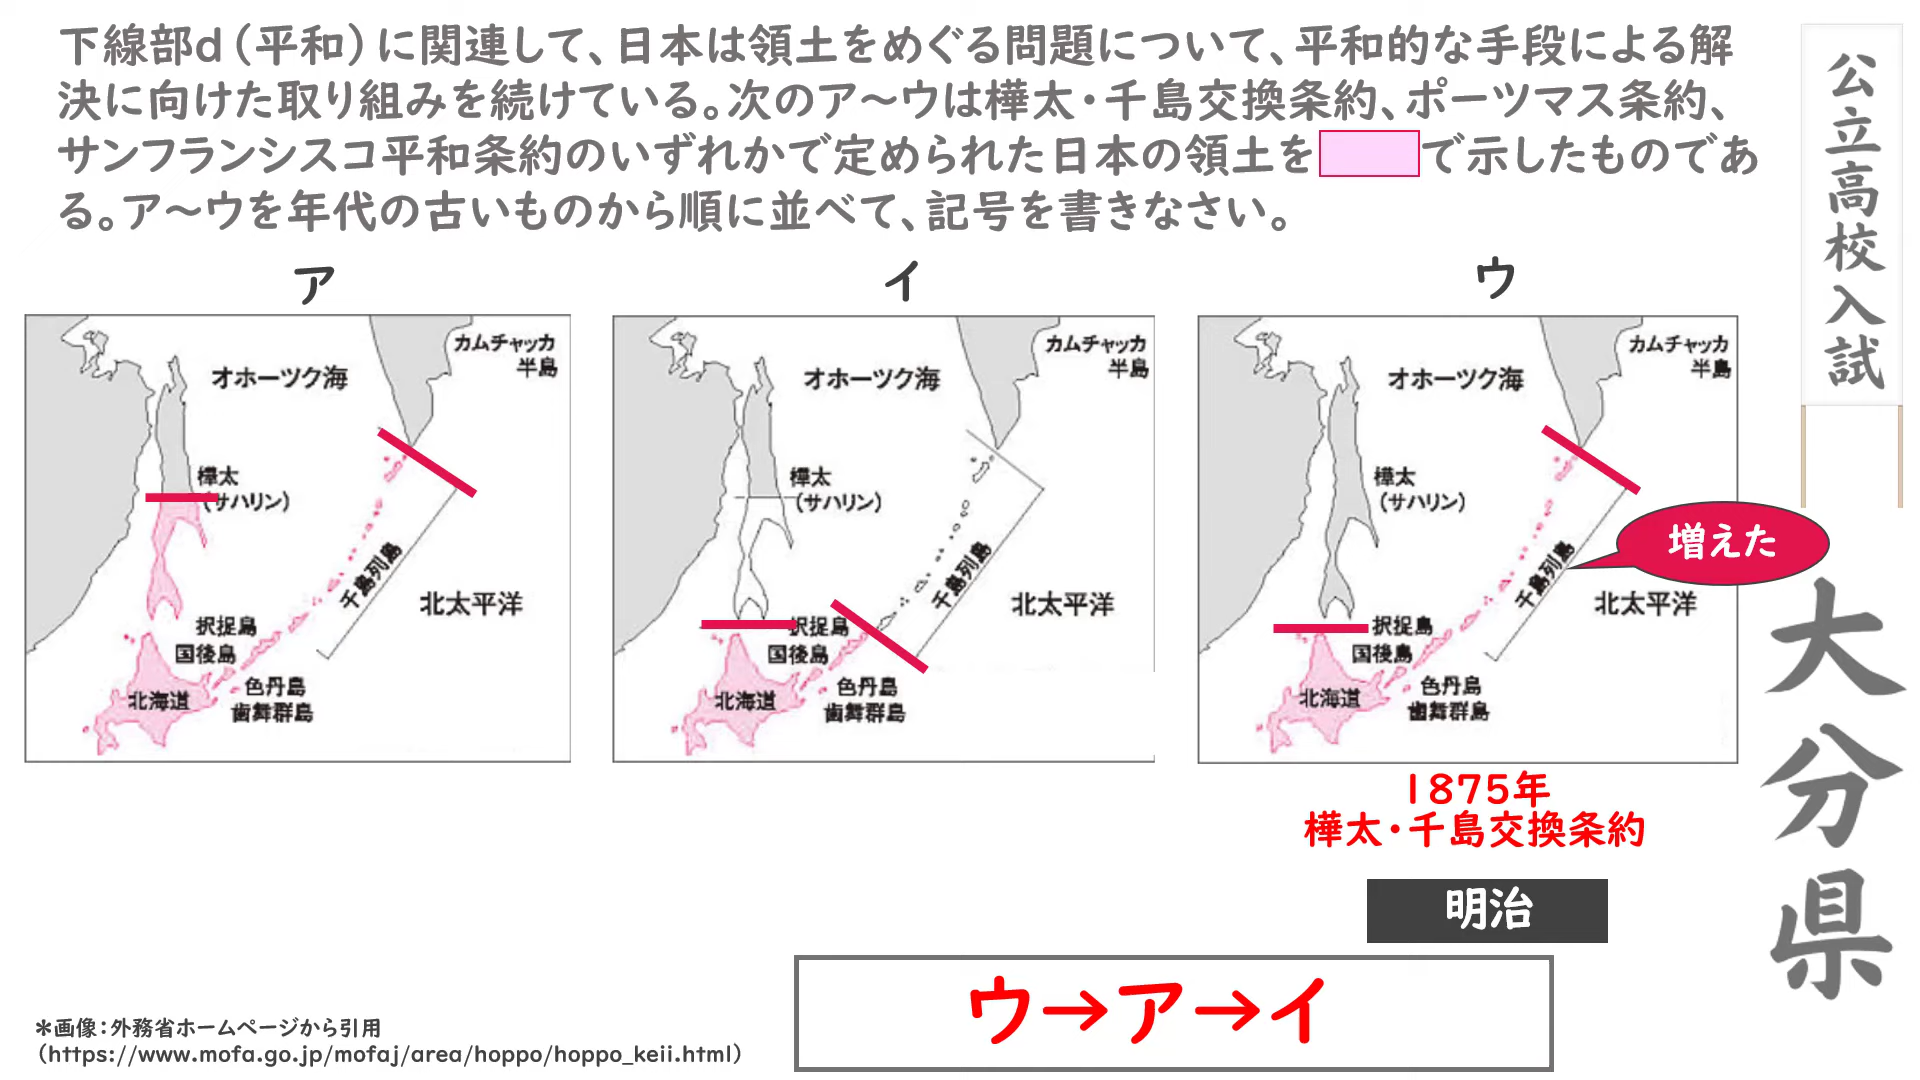 下線部d（平和）に関連して、日本は領土をめぐる問題について、平和的な手段による解
決に向けた取り組みを続けている。次のア～ウは樺太・千島交換条約、ポーツマス条約、
サンフランシスコ平和条約のいずれかで定められた日本の領土を で示したものであ
る。ア～ウを年代の古いものから順に並べて、記号を書きなさい。
公立高校入試
大分県
ア
カムチャッカ
半島
オホーツク海
樺太
（サハリン）
千島列島
北太平洋
択捉島
国後島
色丹島
歯舞群島
北海道
イ
カムチャッカ
半島
オホーツク海
樺太
（サハリン）
千島列島
北太平洋
択捉島
国後島
色丹島
歯舞群島
北海道
ウ
カムチャッカ
半島
オホーツク海
樺太
（サハリン）
増えた
千島列島
北太平洋
択捉島
国後島
色丹島
歯舞群島
北海道
1875年
樺太・千島交換条約
明治
ウ→ア→イ
＊画像：外務省ホームページから引用
（https://www.mofa.go.jp/mofaj/area/hoppo/hoppo_keii.html）